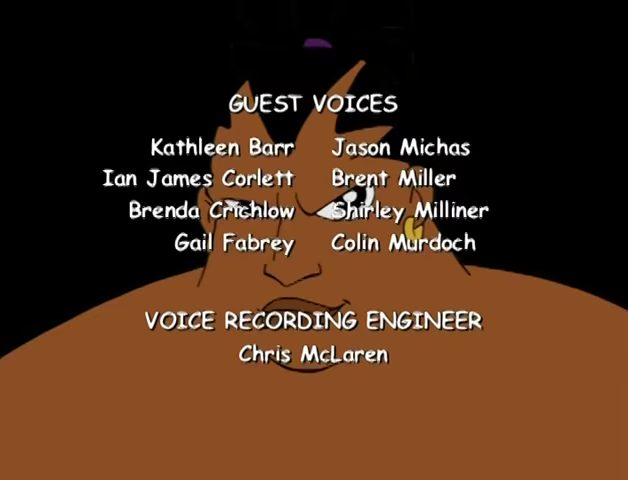 GUEST VOICES
Kathleen Barr Jason Michas
Ian James Corlett Brent Miller
Brenda Crichlow Shirley Milliner
Gail Fabrey Colin Murdoch
VOICE RECORDING ENGINEER
Chris McLaren